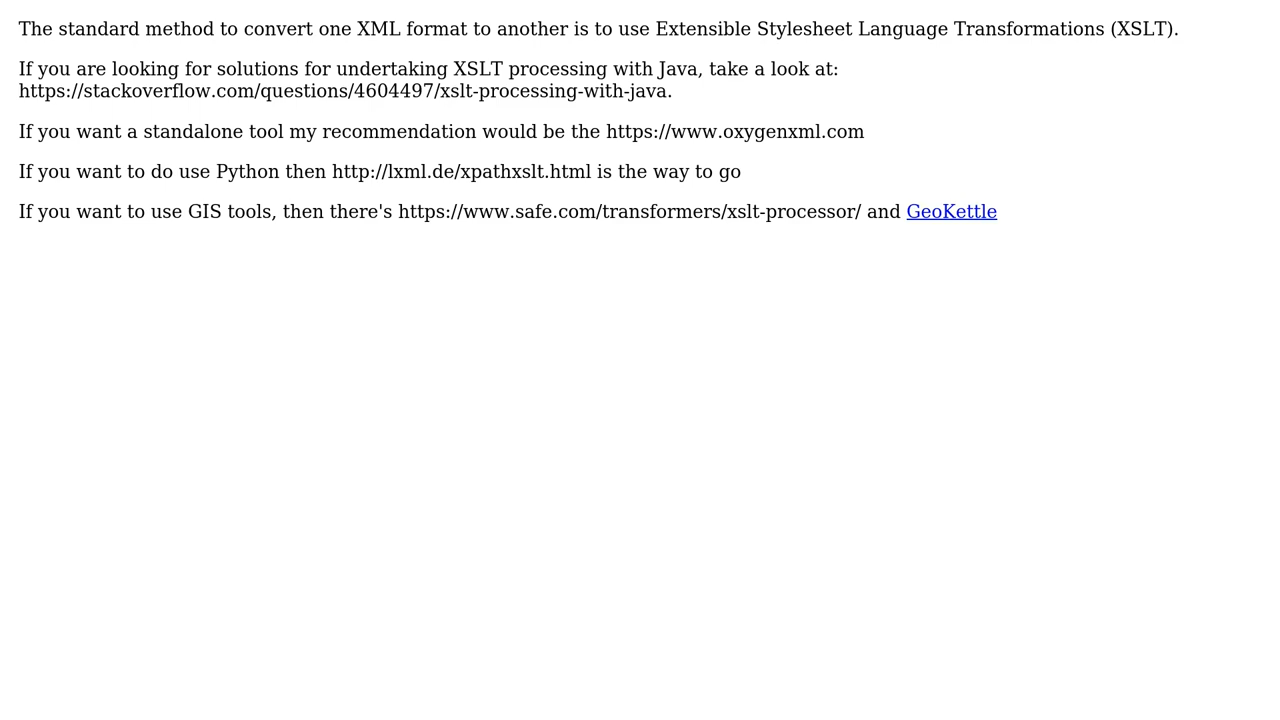 The standard method to convert one XML format to another is to use Extensible Stylesheet Language Transformations (XSLT).
If you are looking for solutions for undertaking XSLT processing with Java, take a look at:
https://stackoverflow.com/questions/4604497/xslt-processing-with-java.
If you want a standalone tool my recommendation would be the https://www.oxygenxml.com
If you want to do use Python then http://lxml.de/xpathxslt.html is the way to go
If you want to use GIS tools, then there's https://www.safe.com/transformers/xslt-processor/ and GeoKettle